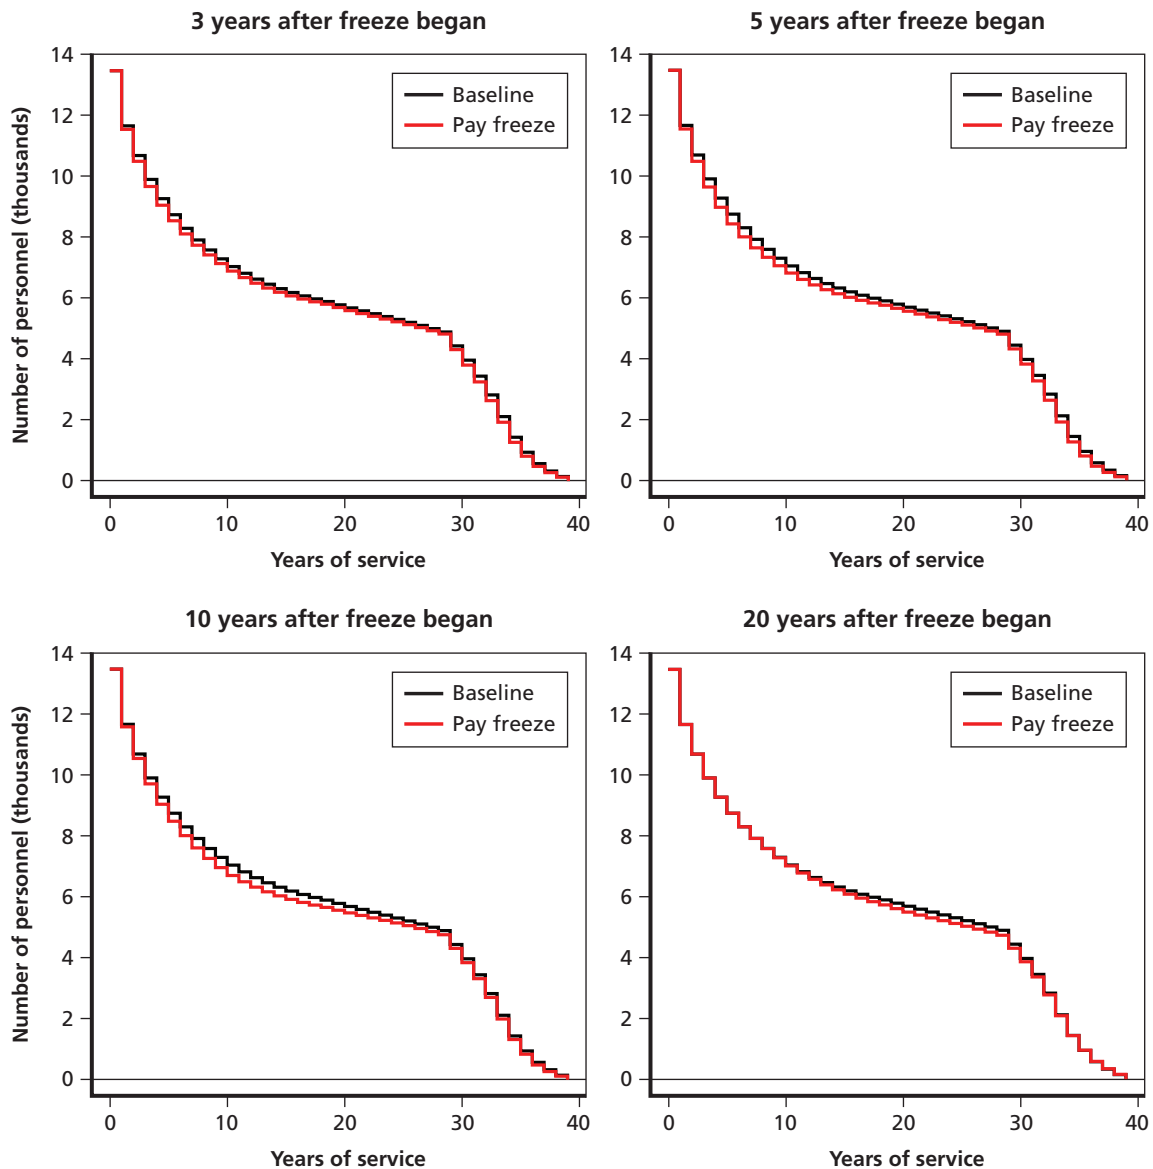 3 years after freeze began
Number of personnel (thousands)
14
12
10
8
6
4
2
0
Baseline
Pay freeze
0 10 20 30 40
Years of service
5 years after freeze began
14
12
10
8
6
4
2
0
Baseline
Pay freeze
0 10 20 30 40
Years of service
10 years after freeze began
Number of personnel (thousands)
14
12
10
8
6
4
2
0
Baseline
Pay freeze
0 10 20 30 40
Years of service
20 years after freeze began
14
12
10
8
6
4
2
0
Baseline
Pay freeze
0 10 20 30 40
Years of service